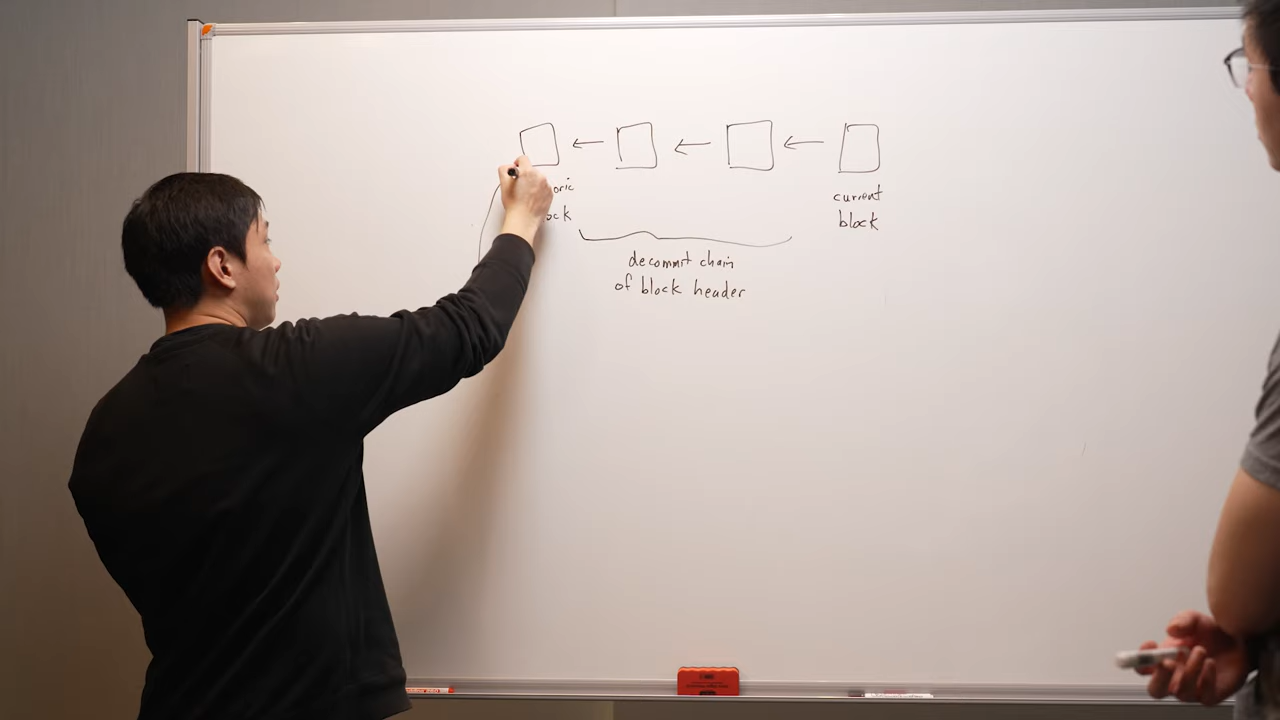 current
block
decommit chain
of block header